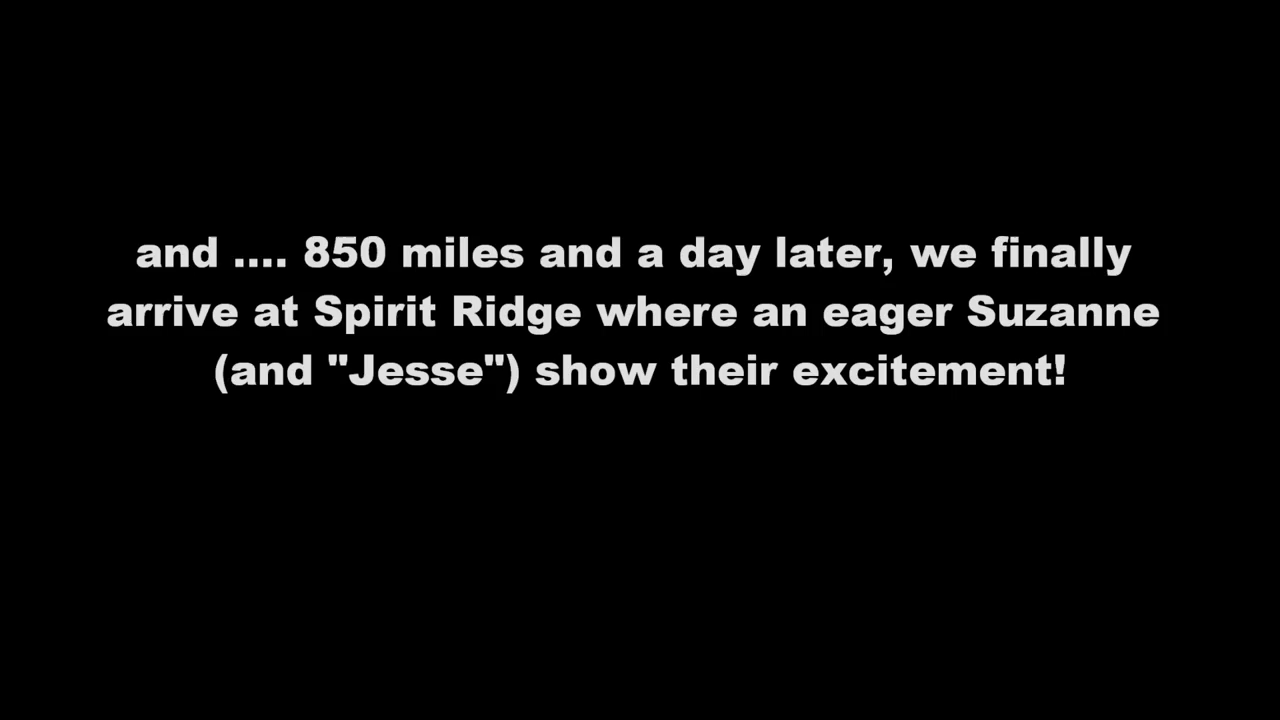 and .... 850 miles and a day later, we finally
arrive at Spirit Ridge where an eager Suzanne
(and "Jesse") show their excitement!